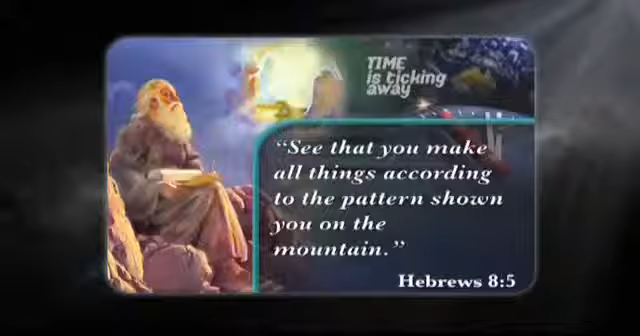 TIME
is ticking
away
“See that you make
all things according
to the pattern shown
you on the
mountain.”
Hebrews 8:5